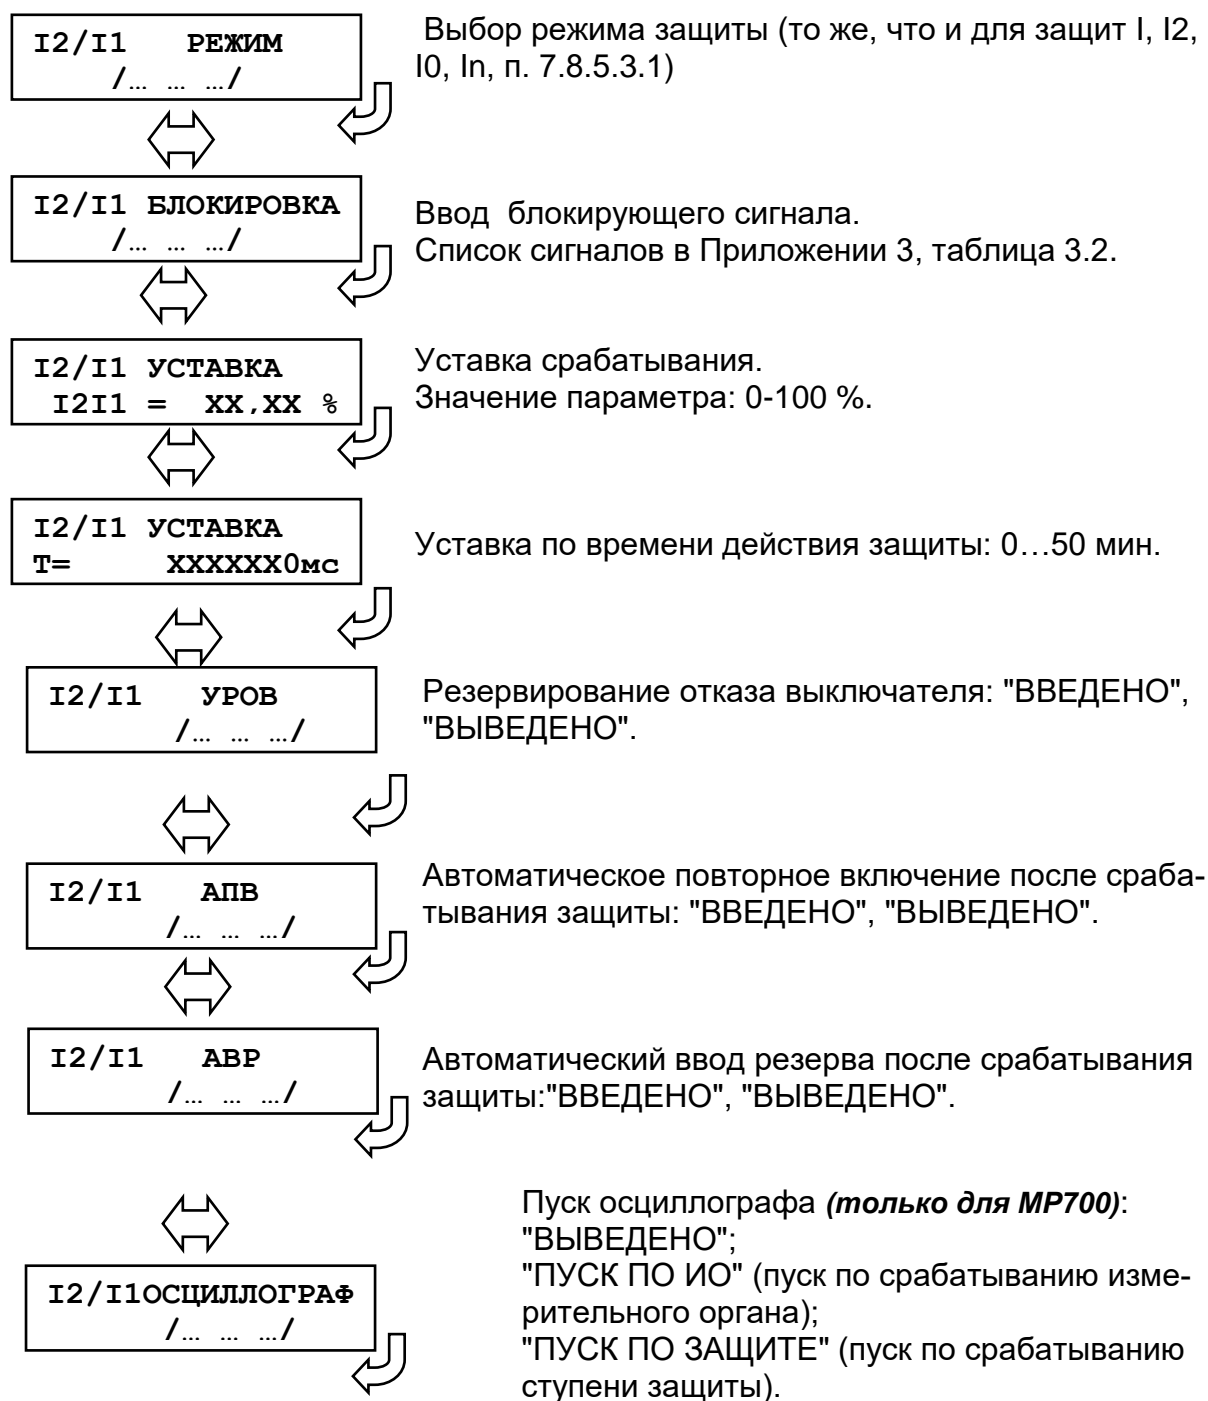 I2/I1 РЕЖИМ
/… … …/
Выбор режима защиты (то же, что и для защит I, I2,
I0, In, п. 7.8.5.3.1)
I2/I1 БЛОКИРОВКА
/… … …/
Ввод блокирующего сигнала.
Список сигналов в Приложении 3, таблица 3.2.
I2/I1 УСТАВКА
I2I1 = XX,XX %
Уставка срабатывания.
Значение параметра: 0-100 %.
I2/I1 УСТАВКА
T= XXXXXX0мс
Уставка по времени действия защиты: 0…50 мин.
I2/I1 УРОВ
/… … …/
Резервирование отказа выключателя: "ВВЕДЕНО",
"ВЫВЕДЕНО".
I2/I1 АПВ
/… … …/
Автоматическое повторное включение после сраба-
тывания защиты: "ВВЕДЕНО", "ВЫВЕДЕНО".
I2/I1 АВР
/… … …/
Автоматический ввод резерва после срабатывания
защиты:"ВВЕДЕНО", "ВЫВЕДЕНО".
I2/I1ОСЦИЛЛОГРАФ
/… … …/
Пуск осциллографа (только для МР700):
"ВЫВЕДЕНО";
"ПУСК ПО ИО" (пуск по срабатыванию изме-
рительного органа);
"ПУСК ПО ЗАЩИТЕ" (пуск по срабатыванию
ступени защиты).